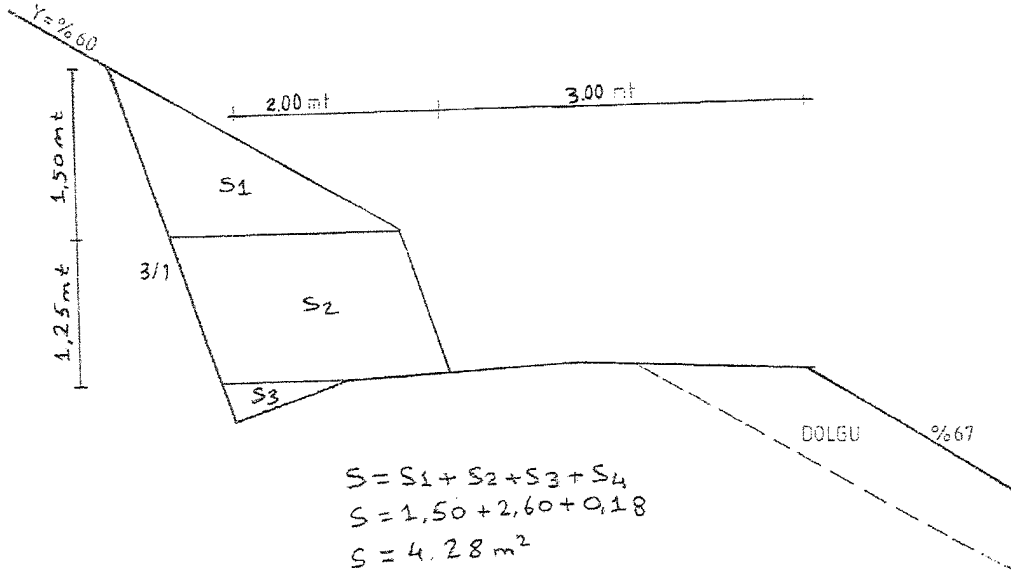 Y=%60
2.00 mt
3.00 mt
1,50mt
S1
3/1
1,25mt
S2
S3
DOLGU
%67
S = S1 + S2 + S3 + S4
S = 1,50 + 2,60 + 0,18
S = 4.28 m²